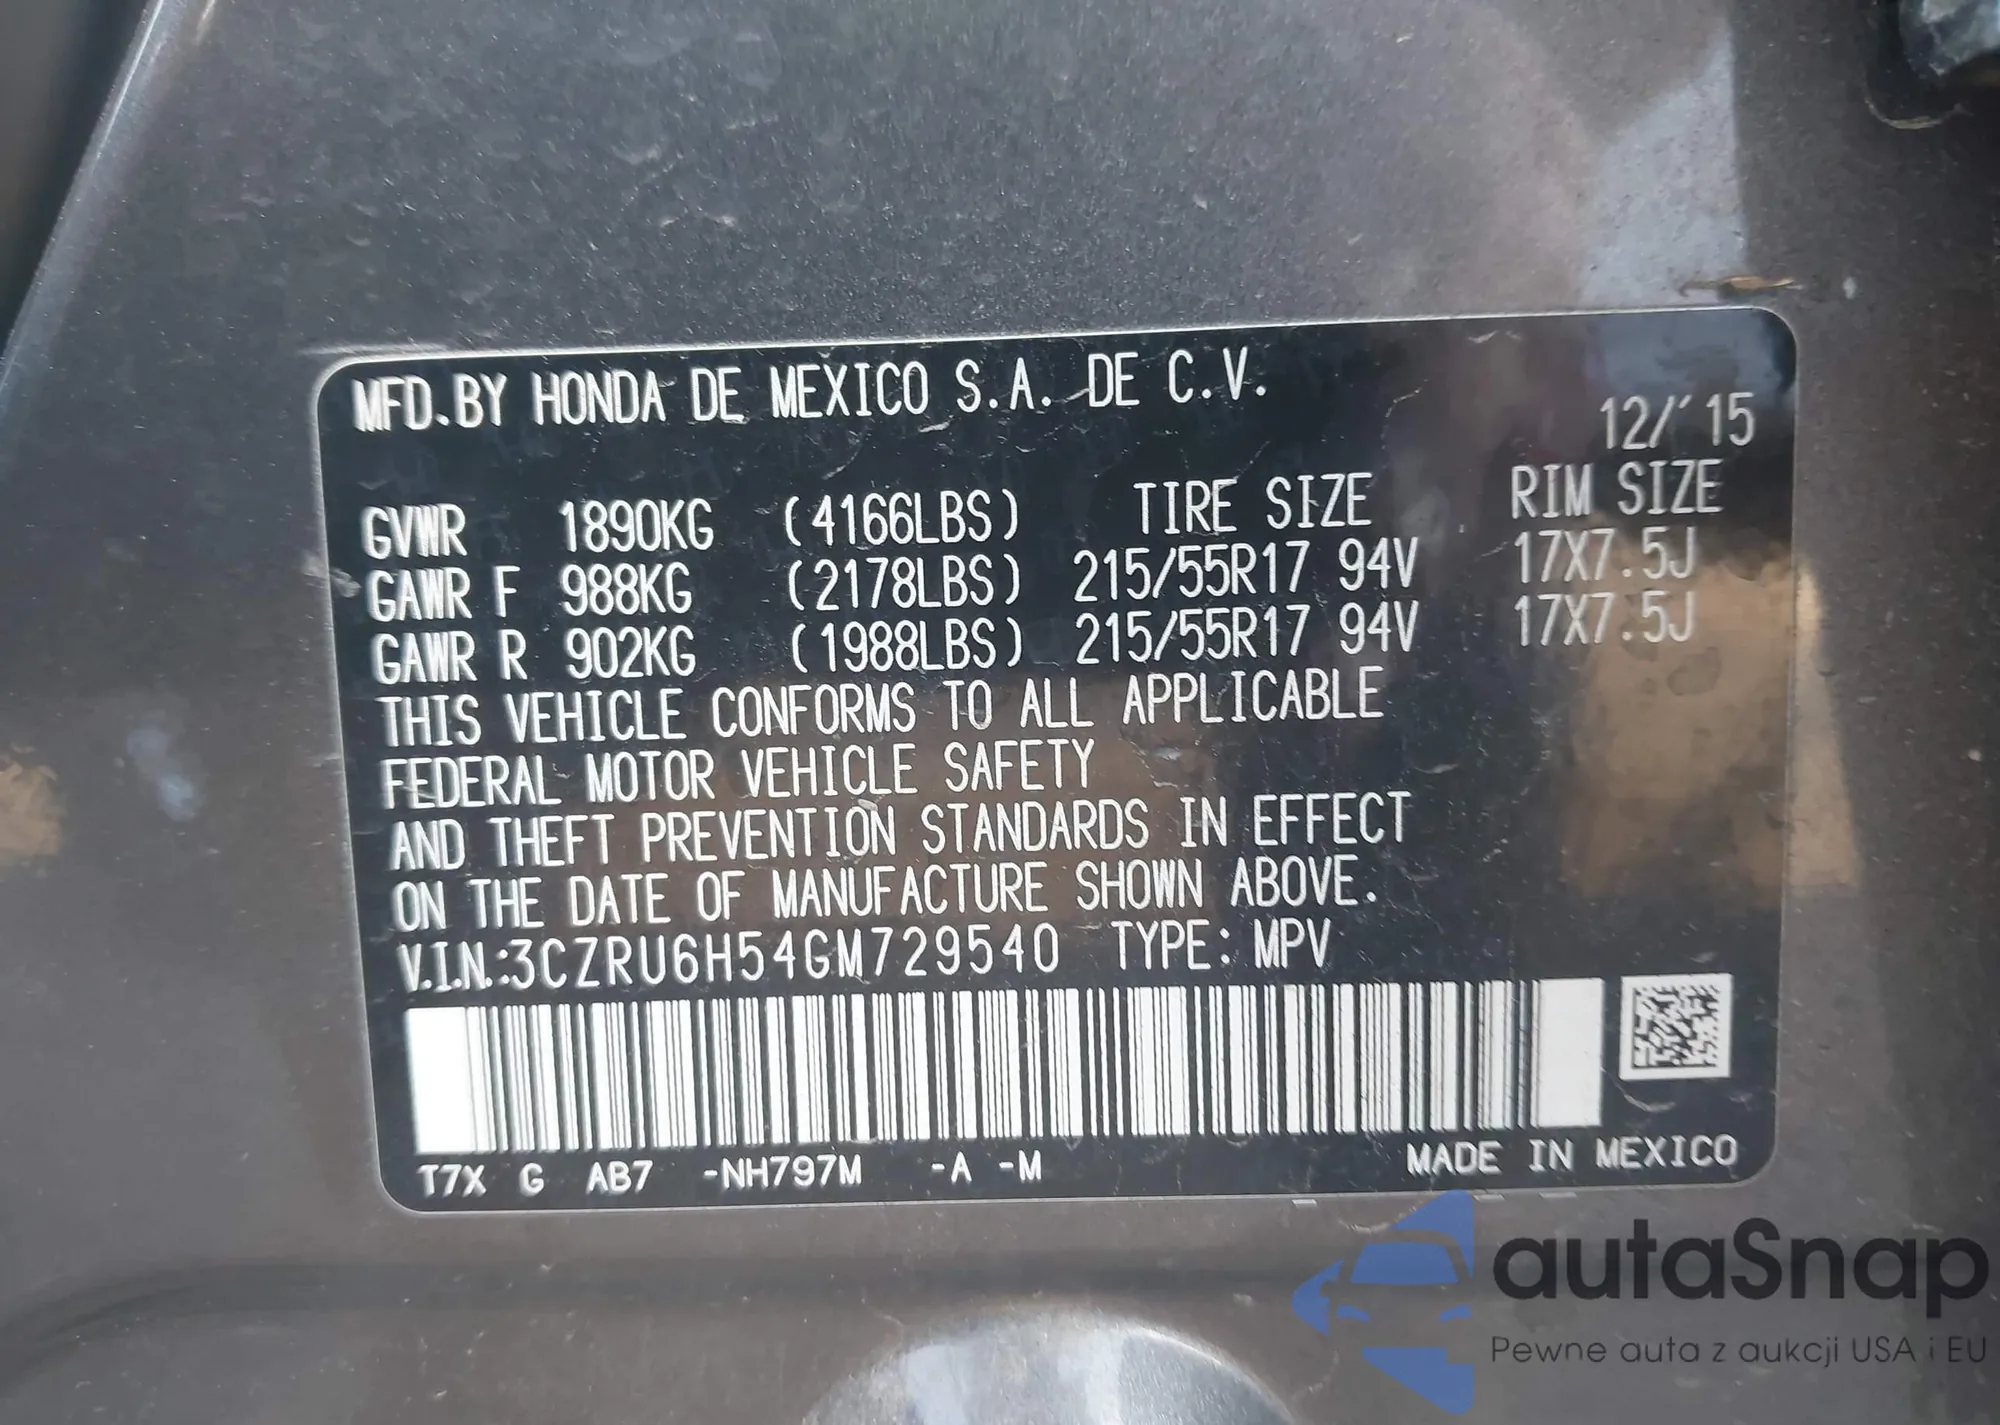 MFD.BY HONDA DE MEXICO S.A. DE C.V.
12/'15
GVWR 1890KG (4166LBS) TIRE SIZE RIM SIZE
GAWR F 988KG (2178LBS) 215/55R17 94V 17X7.5J
GAWR R 902KG (1988LBS) 215/55R17 94V 17X7.5J
THIS VEHICLE CONFORMS TO ALL APPLICABLE
FEDERAL MOTOR VEHICLE SAFETY
AND THEFT PREVENTION STANDARDS IN EFFECT
ON THE DATE OF MANUFACTURE SHOWN ABOVE.
V.I.N.:3CZRU6H54GM729540 TYPE: MPV
T7X G AB7 -NH797M -A -M MADE IN MEXICO
autaSnap
Pewne auta z aukcji USA i EU